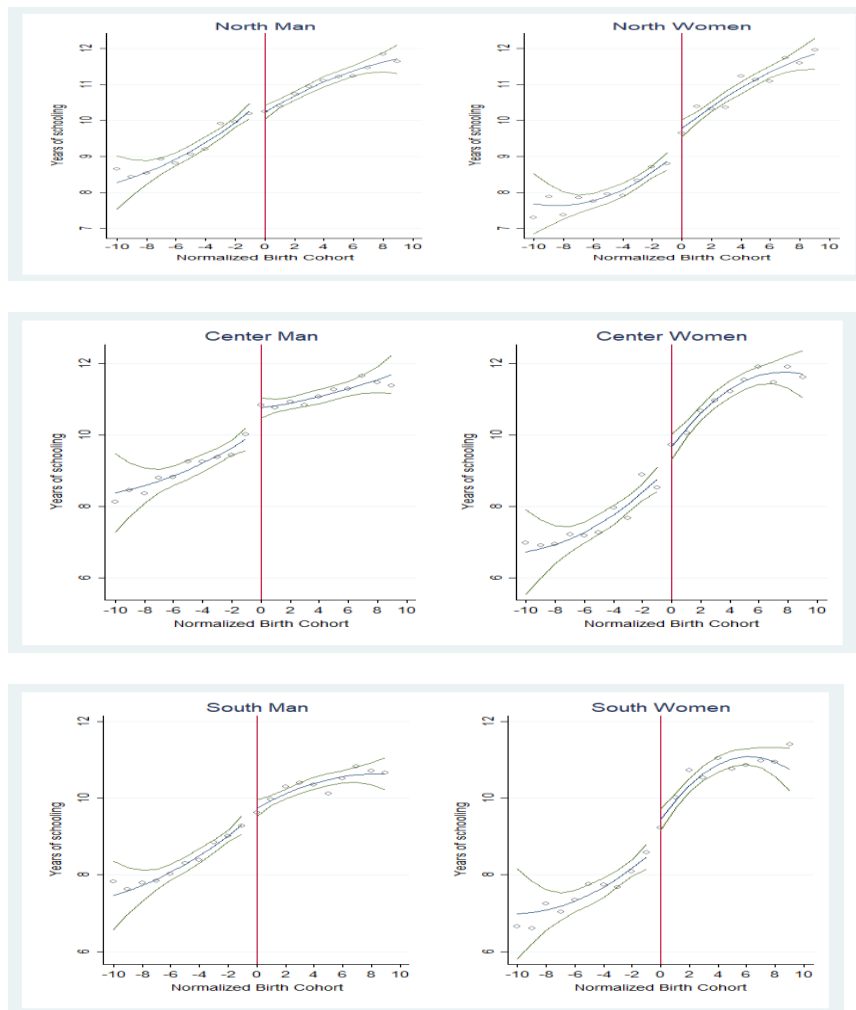 North Man
North Women
Years of schooling
12
11
10
9
8
7
-10 -8 -6 -4 -2 0 2 4 6 8 10
Normalized Birth Cohort
Years of schooling
12
11
10
9
8
7
-10 -8 -6 -4 -2 0 2 4 6 8 10
Normalized Birth Cohort
Center Man
Center Women
Years of schooling
12
10
8
6
-10 -8 -6 -4 -2 0 2 4 6 8 10
Normalized Birth Cohort
Years of schooling
12
10
8
6
-10 -8 -6 -4 -2 0 2 4 6 8 10
Normalized Birth Cohort
South Man
South Women
Years of schooling
12
10
8
6
-10 -8 -6 -4 -2 0 2 4 6 8 10
Normalized Birth Cohort
Years of schooling
12
10
8
6
-10 -8 -6 -4 -2 0 2 4 6 8 10
Normalized Birth Cohort